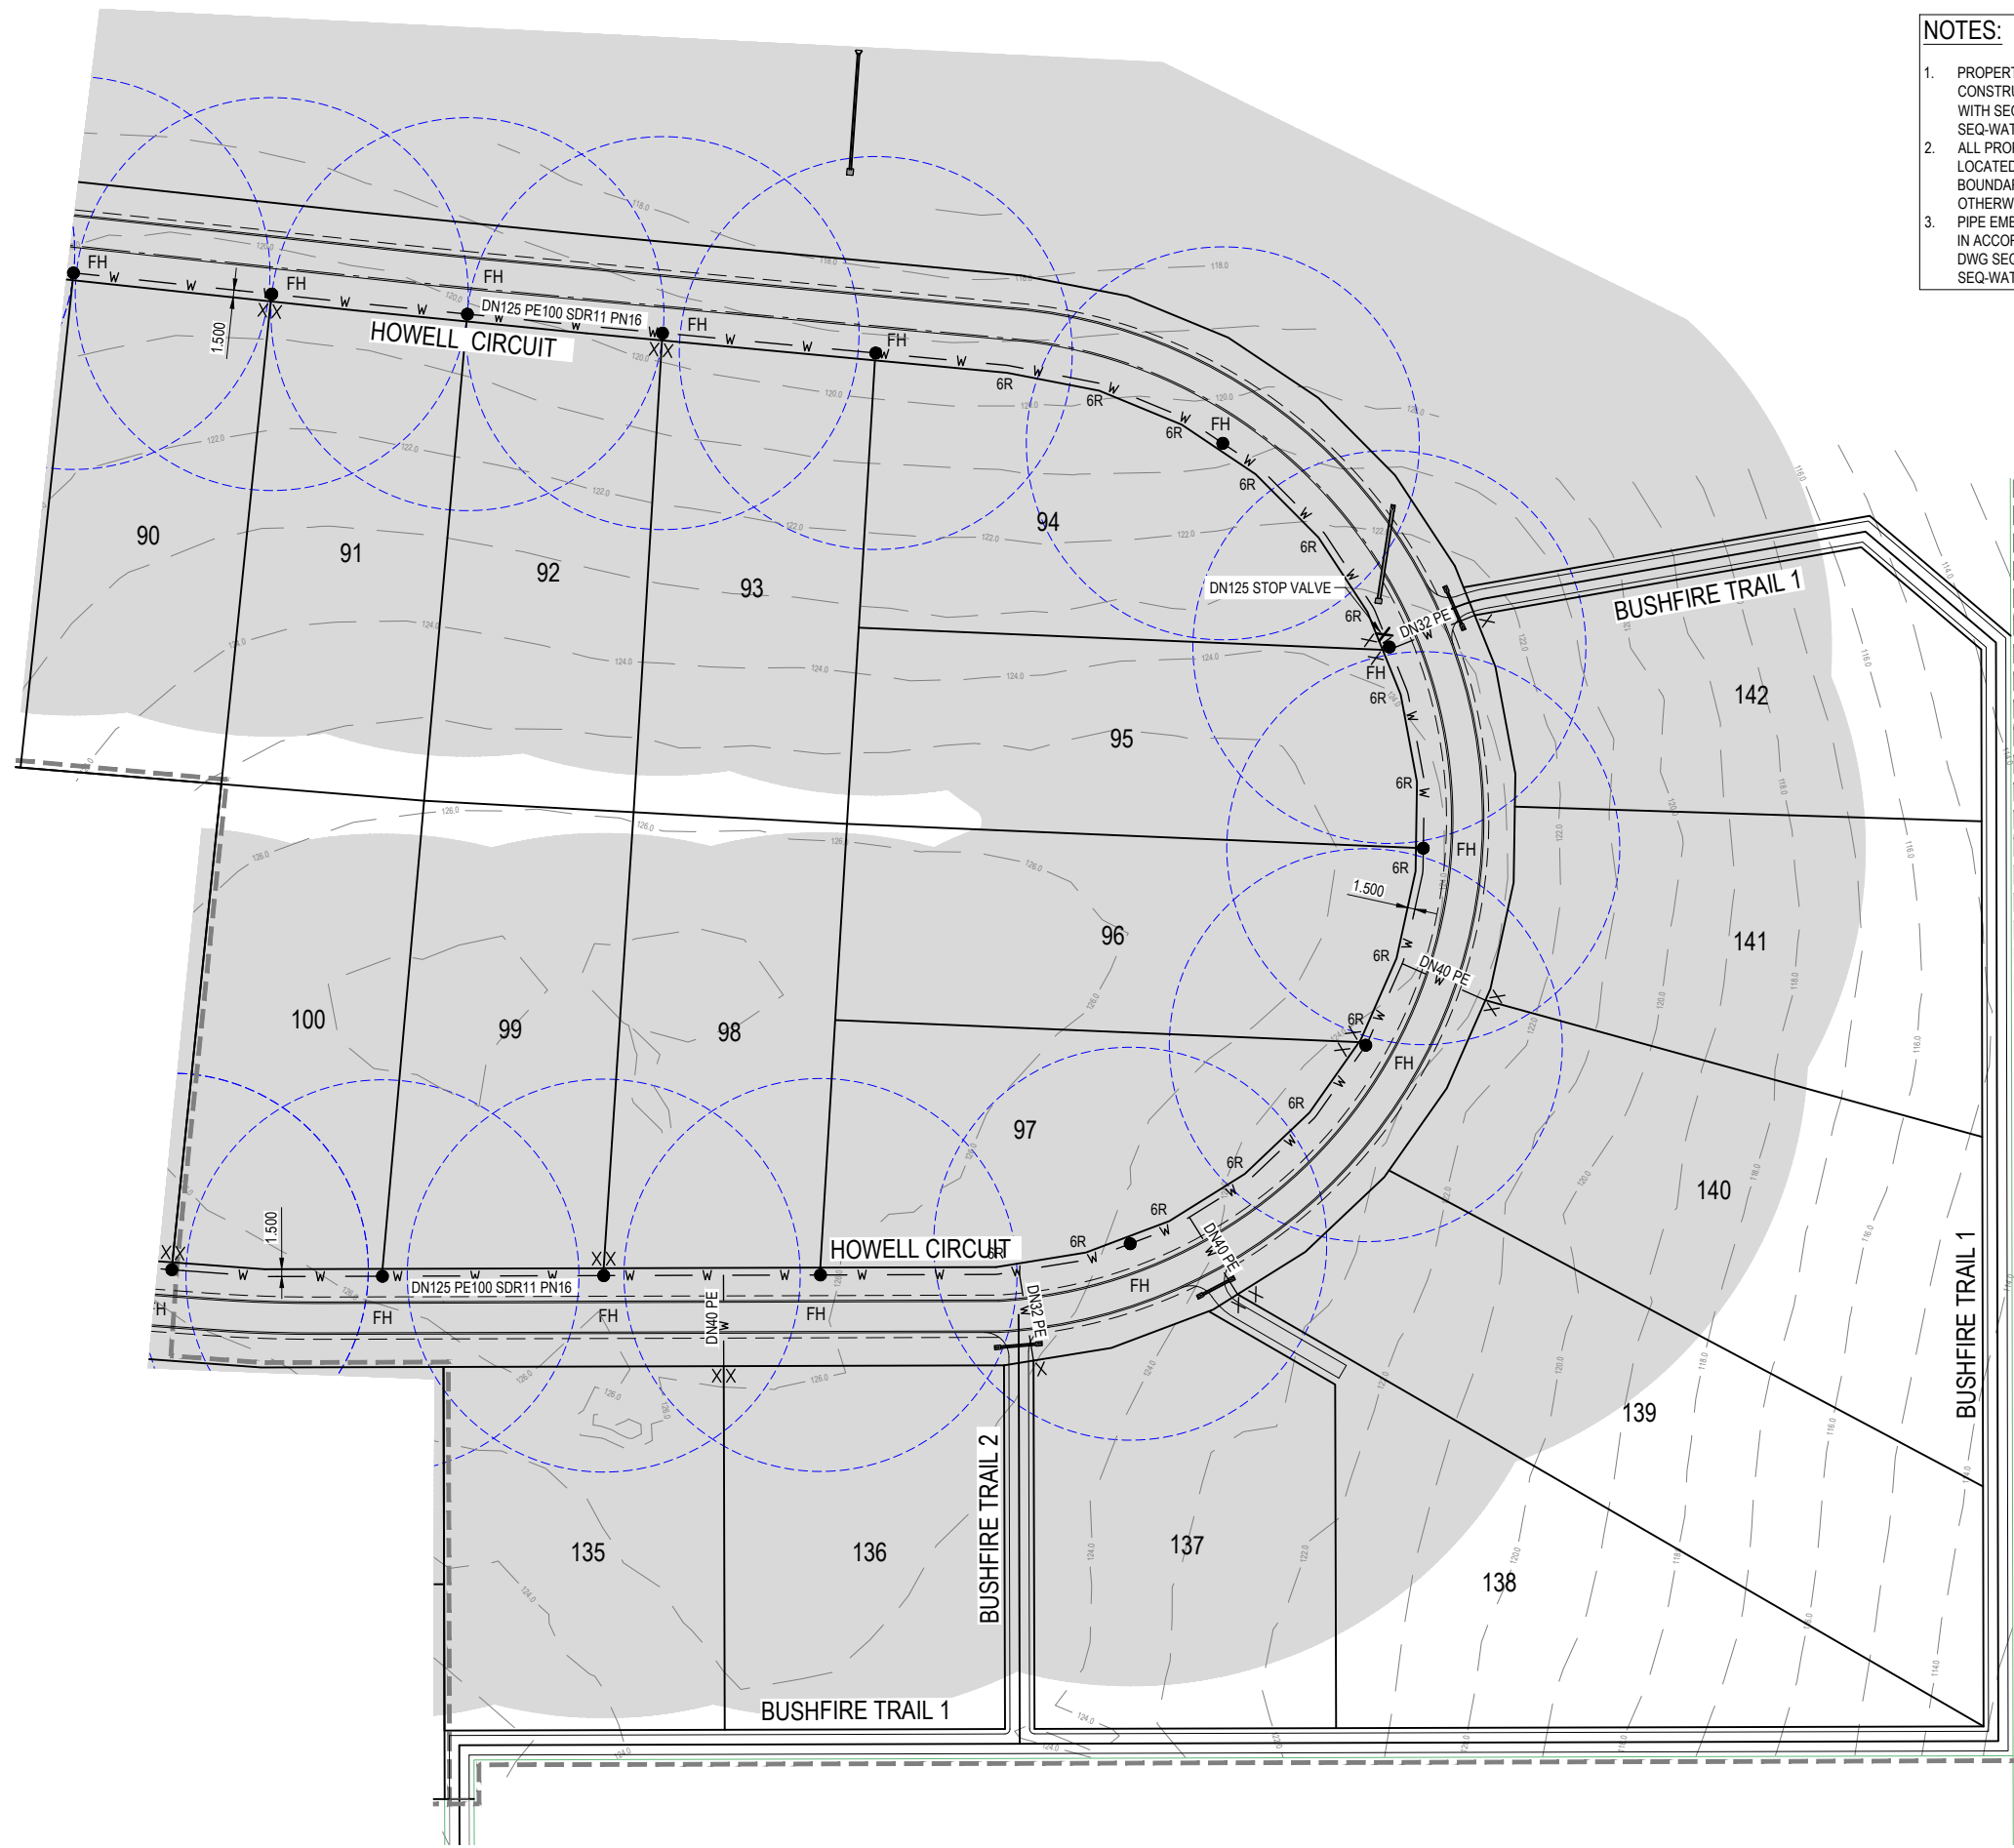 NOTES:
1. PROPERT
CONSTRU
WITH SEQ
SEQ-WAT
2. ALL PROP
LOCATED
BOUNDAR
OTHERW
3. PIPE EME
IN ACCOR
DWG SEQ
SEQ-WAT
FH
FH
FH
FH
FH
FH
1.500
DN125 PE100 SDR11 PN16
HOWELL CIRCUIT
6R
6R
6R
6R
6R
6R
90
91
92
93
94
DN125 STOP VALVE
DN32 PE
BUSHFIRE TRAIL 1
FH
6R
95
142
6R
FH
6R
1.500
96
DN40 PE
6R
141
100
99
98
6R
FH
97
6R
6R
6R
140
1.500
HOWELL CIRCUIT
6R
6R
DN40 PE
DN125 PE100 SDR11 PN16
FH
FH
FH
FH
DN40 PE
DN32 PE
FH
BUSHFIRE TRAIL 1
139
BUSHFIRE TRAIL 2
135
136
137
138
BUSHFIRE TRAIL 1